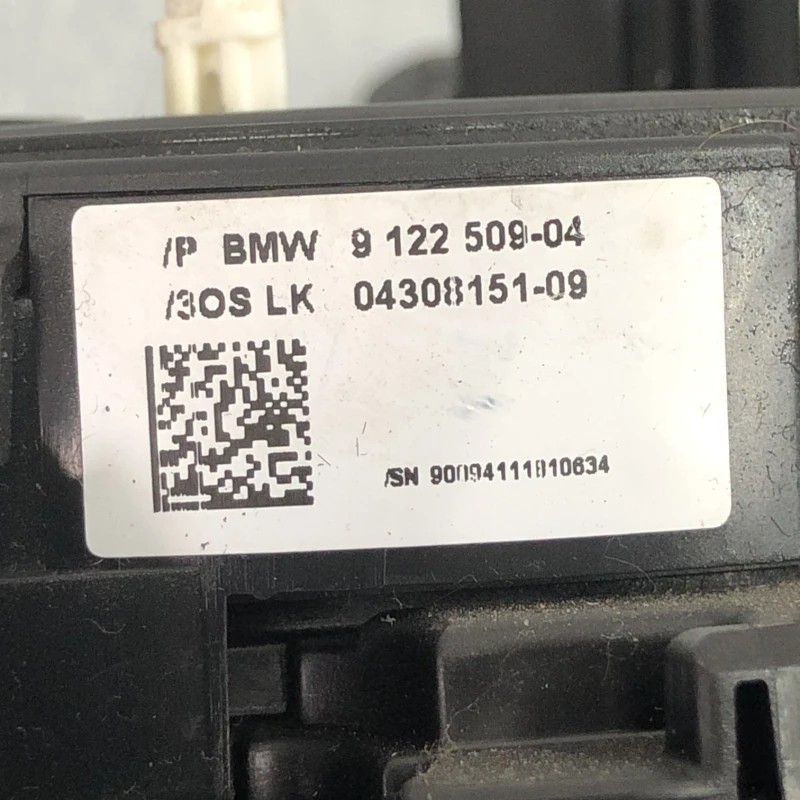 /P BMW 9 122 509-04
/3OS LK 04308151-09
/SN 90094111810634